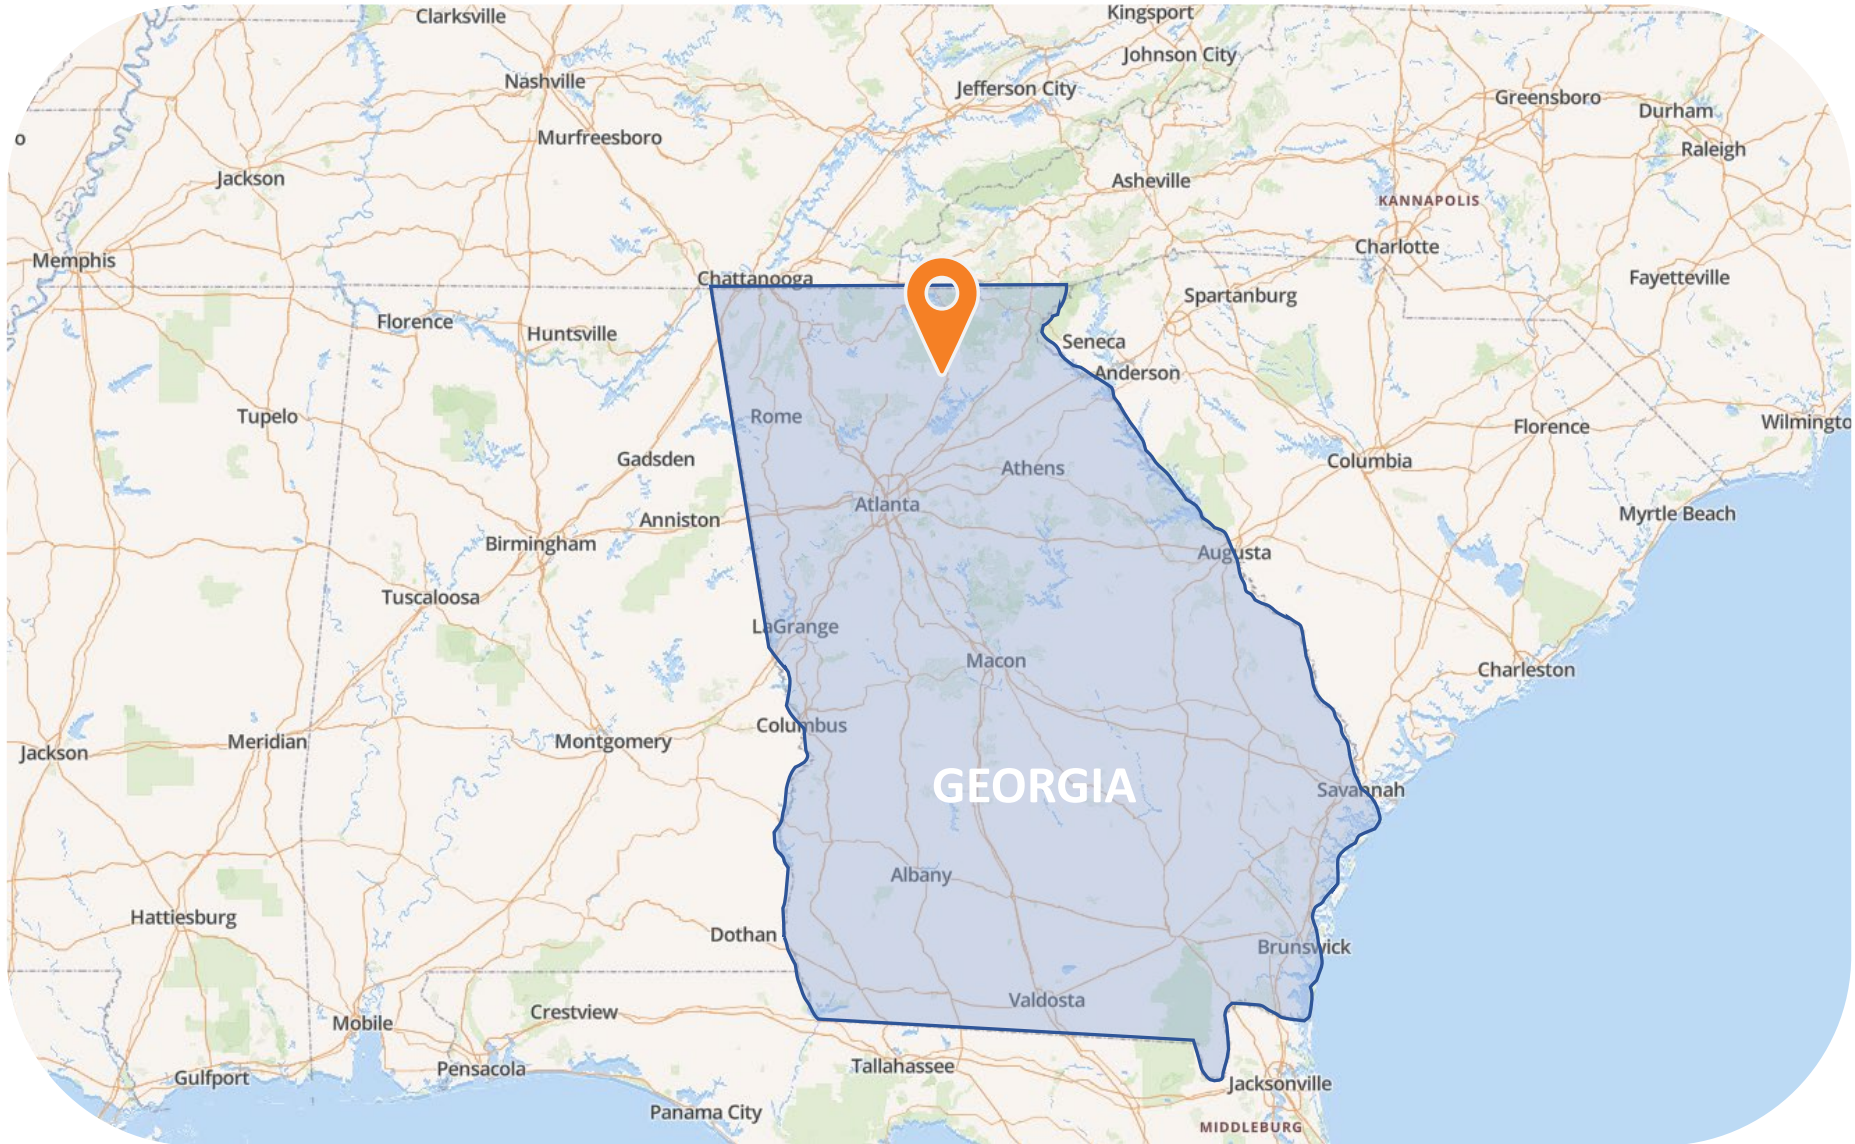 Clarksville
Kingsport
Johnson City
Nashville
Jefferson City
Greensboro
Durham
Murfreesboro
o
Raleigh
Jackson
Asheville
KANNAPOLIS
Charlotte
Memphis
Chattanooga
Fayetteville
Spartanburg
Florence
Huntsville
Seneca
Anderson
Tupelo
Rome
Wilmingto
Florence
Gadsden
Columbia
Athens
Atlanta
Myrtle Beach
Anniston
Birmingham
Augusta
Tuscaloosa
LaGrange
Macon
Charleston
Columbus
Meridian
Montgomery
Jackson
GEORGIA
Savannah
Albany
Hattiesburg
Dothan
Brunswick
Valdosta
Crestview
Mobile
Tallahassee
Pensacola
Gulfport
Jacksonville
Panama City
MIDDLEBURG